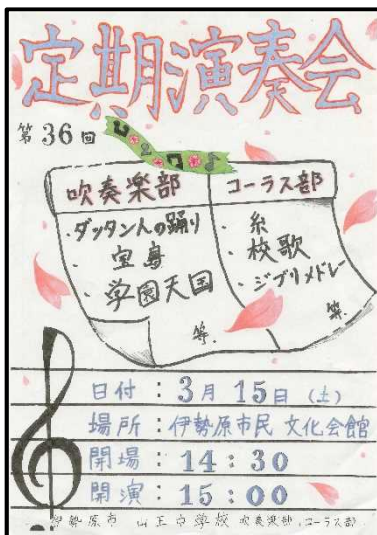 定期演奏会
第36回
吹奏楽部
・ダッタン人の踊り
・宝島
・学園天国
等.
コーラス部
・糸
・校歌
・ジブリメドレー
等.
日付：3月15日（土）
場所：伊勢原市民文化会館
開場：14：30
開演：15：00
伊勢原市 山王中学校 吹奏楽部、コーラス部